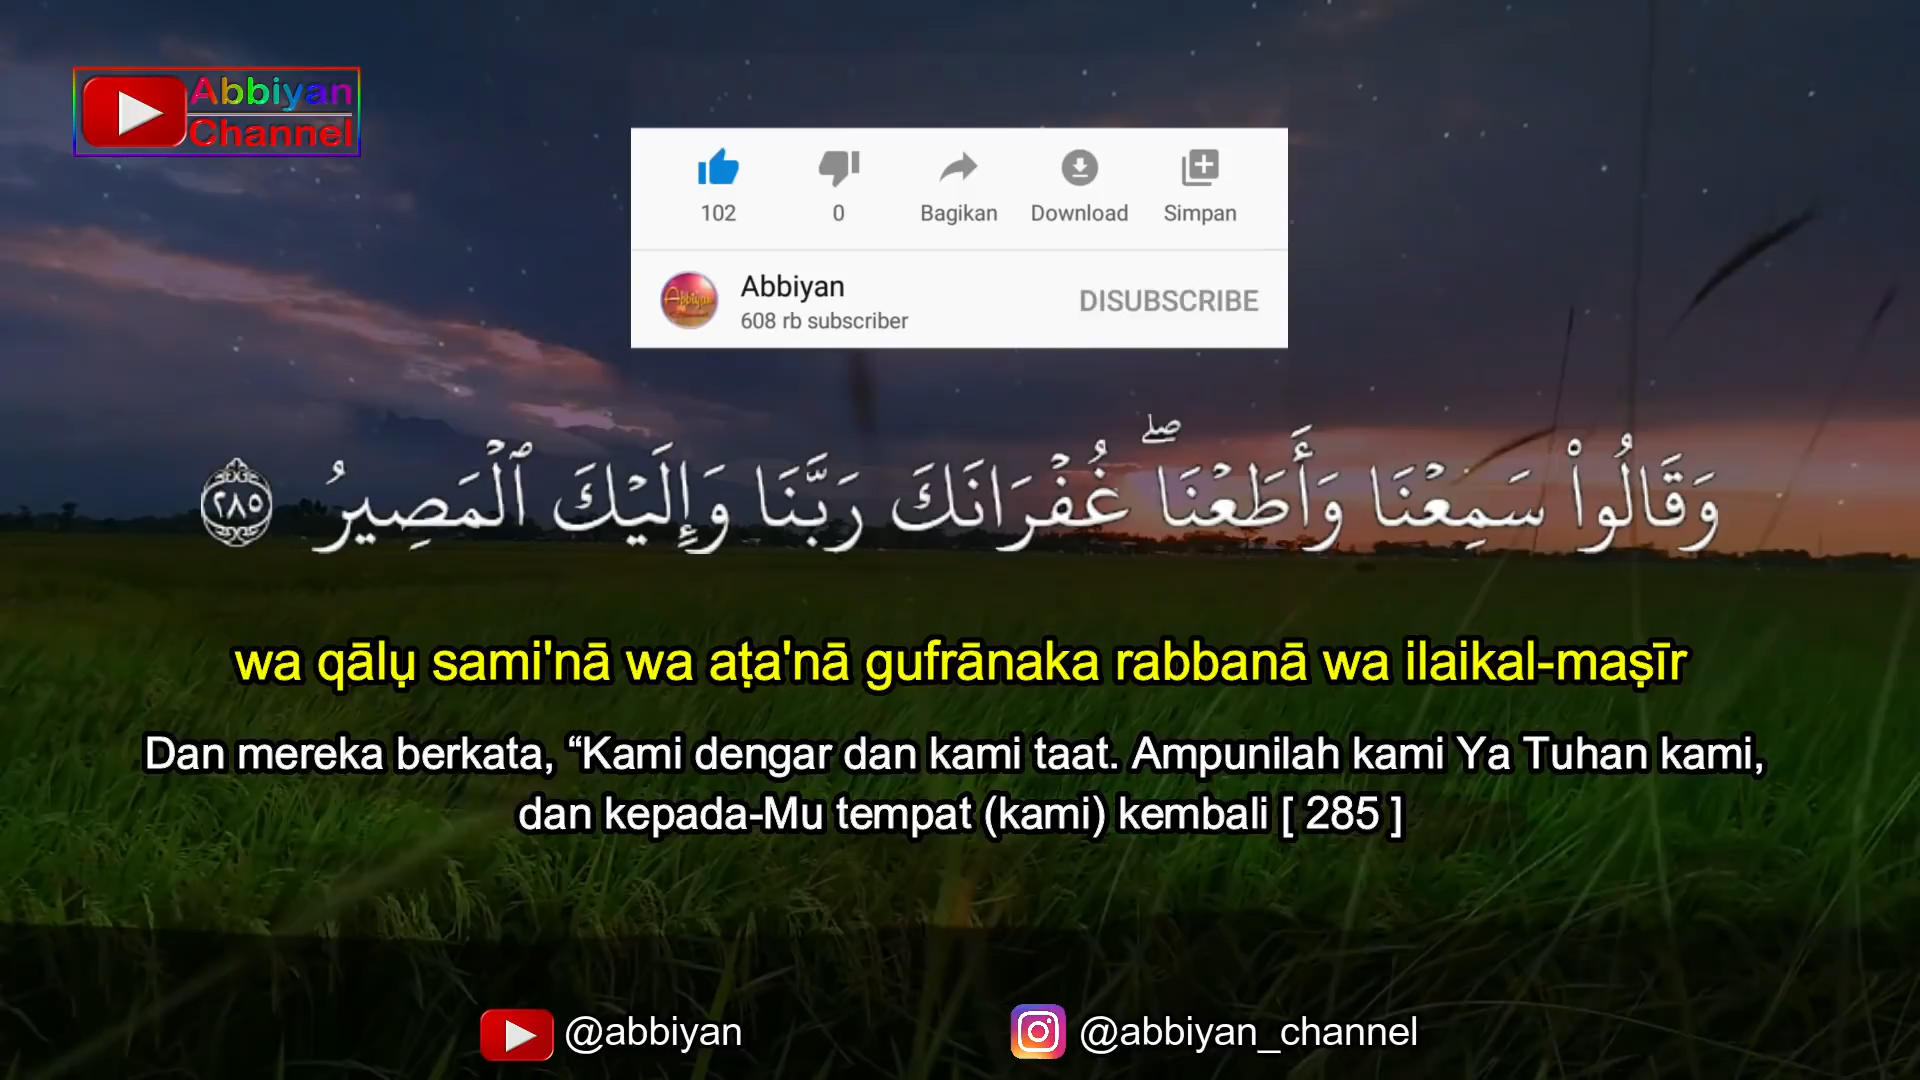 Abbiyan
Channel
102
0
Bagikan
Download
Simpan
Abbiyan
608 rb subscriber
DISUBSCRIBE
وَقَالُوا۟ سَمِعْنَا وَأَطَعْنَا ۖ غُفْرَانَكَ رَبَّنَا وَإِلَيْكَ ٱلْمَصِيرُ ٢٨٥
wa qālụ sami'nā wa aṭa'nā gufrānaka rabbanā wa ilaikal-maṣīr
Dan mereka berkata, “Kami dengar dan kami taat. Ampunilah kami Ya Tuhan kami,
dan kepada-Mu tempat (kami) kembali [ 285 ]
@abbiyan
@abbiyan_channel